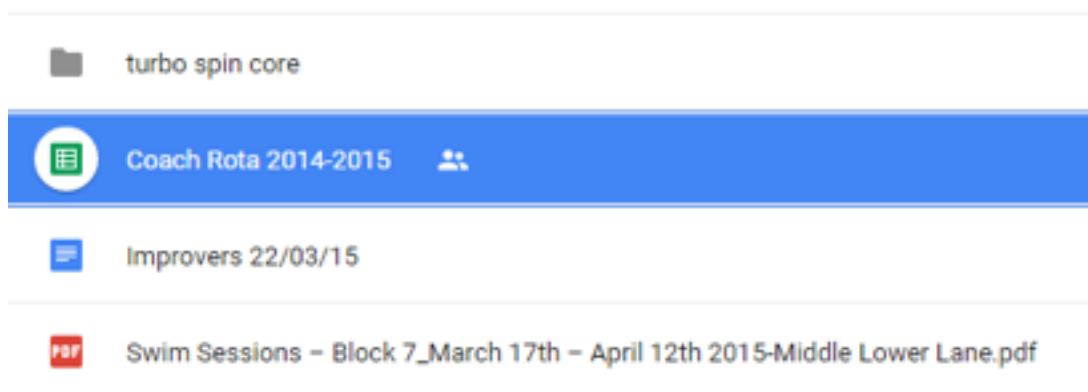 turbo spin core
Coach Rota 2014-2015
Improvers 22/03/15
PDF Swim Sessions – Block 7_March 17th – April 12th 2015-Middle Lower Lane.pdf